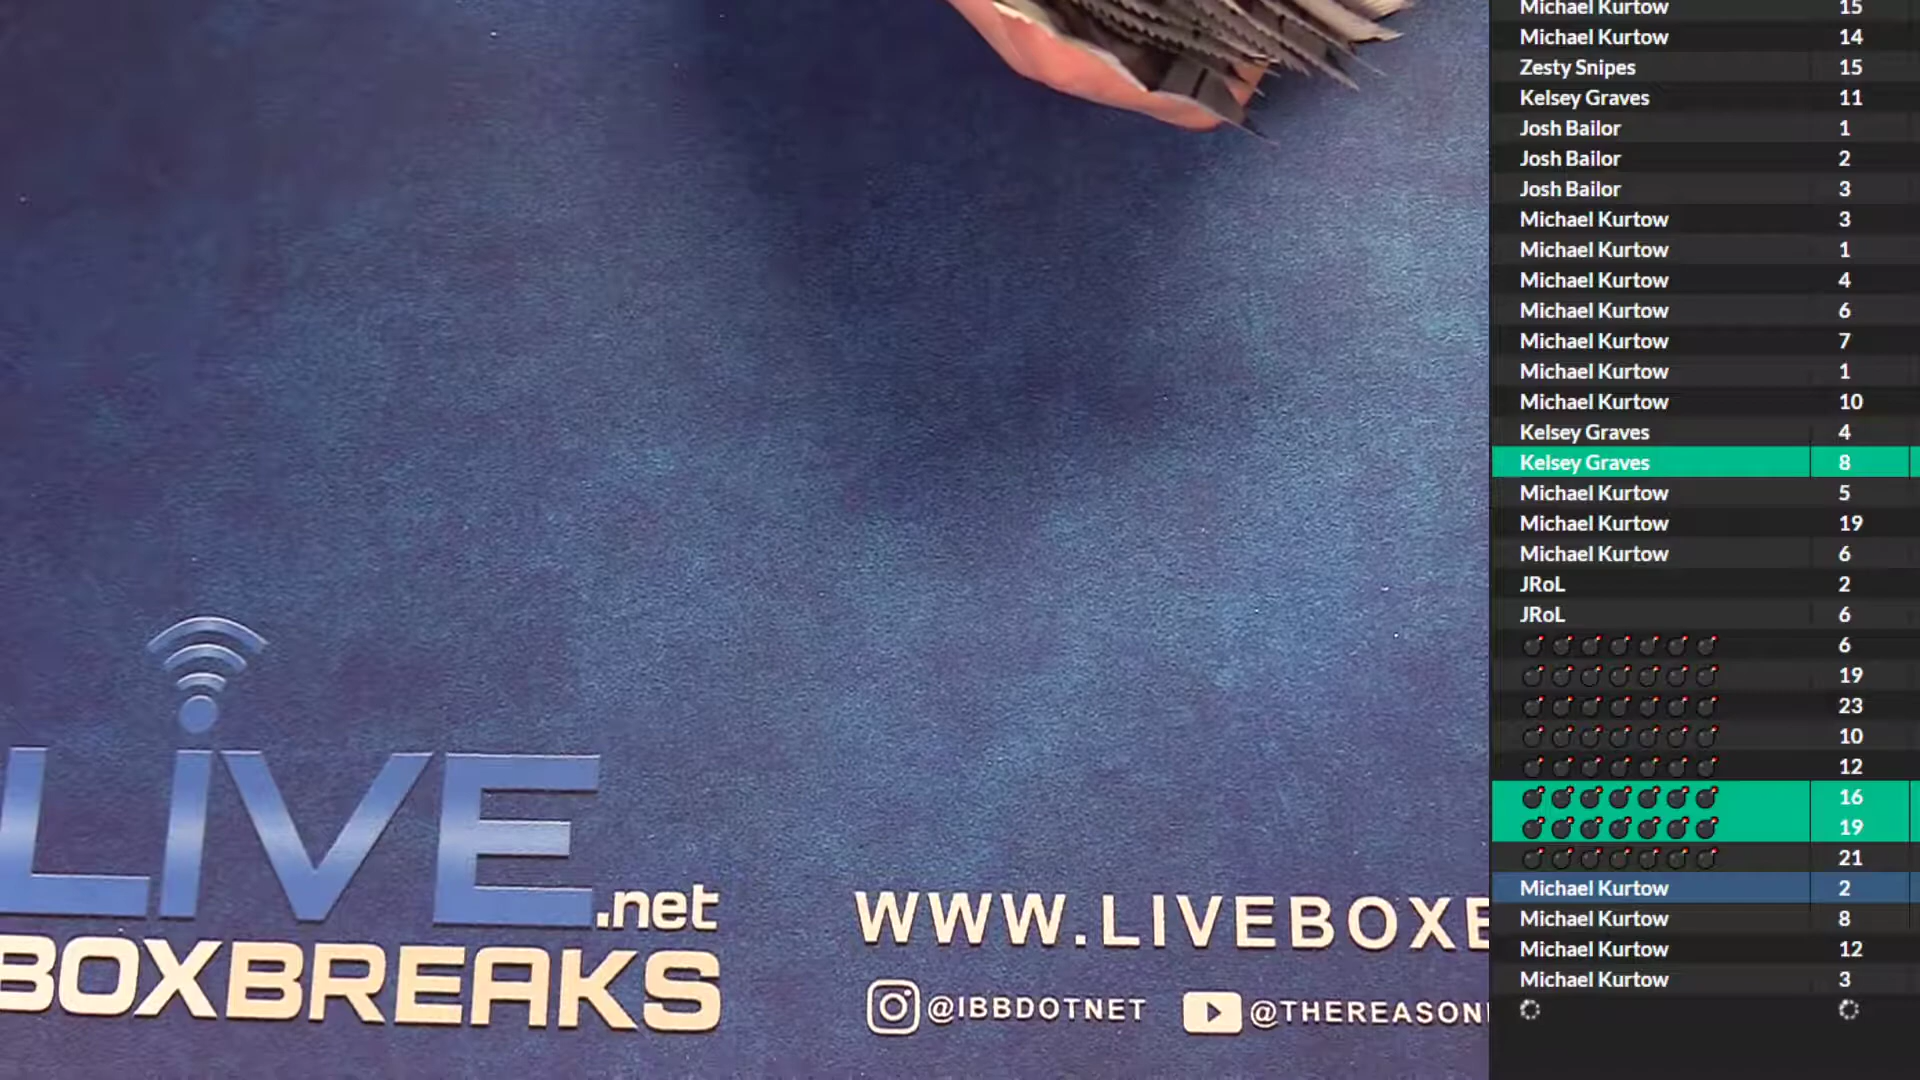 LIVE
.net
BOXBREAKS
WWW.LIVEBOXB
@IBBDOTNET
@THEREASON
Michael Kurtow 15
Michael Kurtow 14
Zesty Snipes 15
Kelsey Graves 11
Josh Bailor 1
Josh Bailor 2
Josh Bailor 3
Michael Kurtow 3
Michael Kurtow 1
Michael Kurtow 4
Michael Kurtow 6
Michael Kurtow 7
Michael Kurtow 1
Michael Kurtow 10
Kelsey Graves 4
Kelsey Graves 8
Michael Kurtow 5
Michael Kurtow 19
Michael Kurtow 6
JRoL 2
JRoL 6
💣💣💣💣💣💣💣 6
💣💣💣💣💣💣💣 19
💣💣💣💣💣💣💣 23
💣💣💣💣💣💣💣 10
💣💣💣💣💣💣💣 12
💣💣💣💣💣💣💣 16
💣💣💣💣💣💣💣 19
💣💣💣💣💣💣💣 21
Michael Kurtow 2
Michael Kurtow 8
Michael Kurtow 12
Michael Kurtow 3